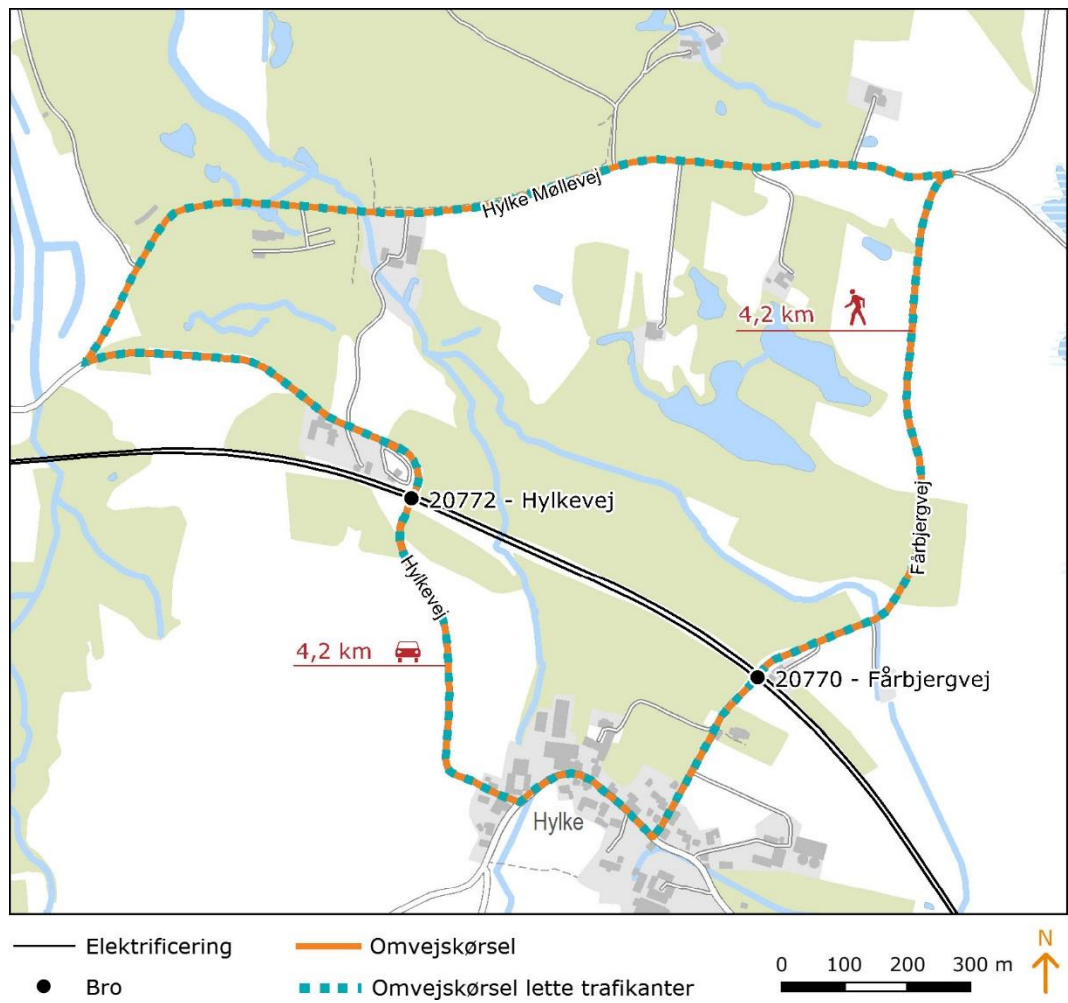 Hylke Møllevej
4,2 km
20772 - Hylkevej
Fårbjergvej
Hylkevej
4,2 km
20770 - Fårbjergvej
Hylke
Elektrificering
Omvejskørsel
N
0 100 200 300 m
Bro
Omvejskørsel lette trafikanter